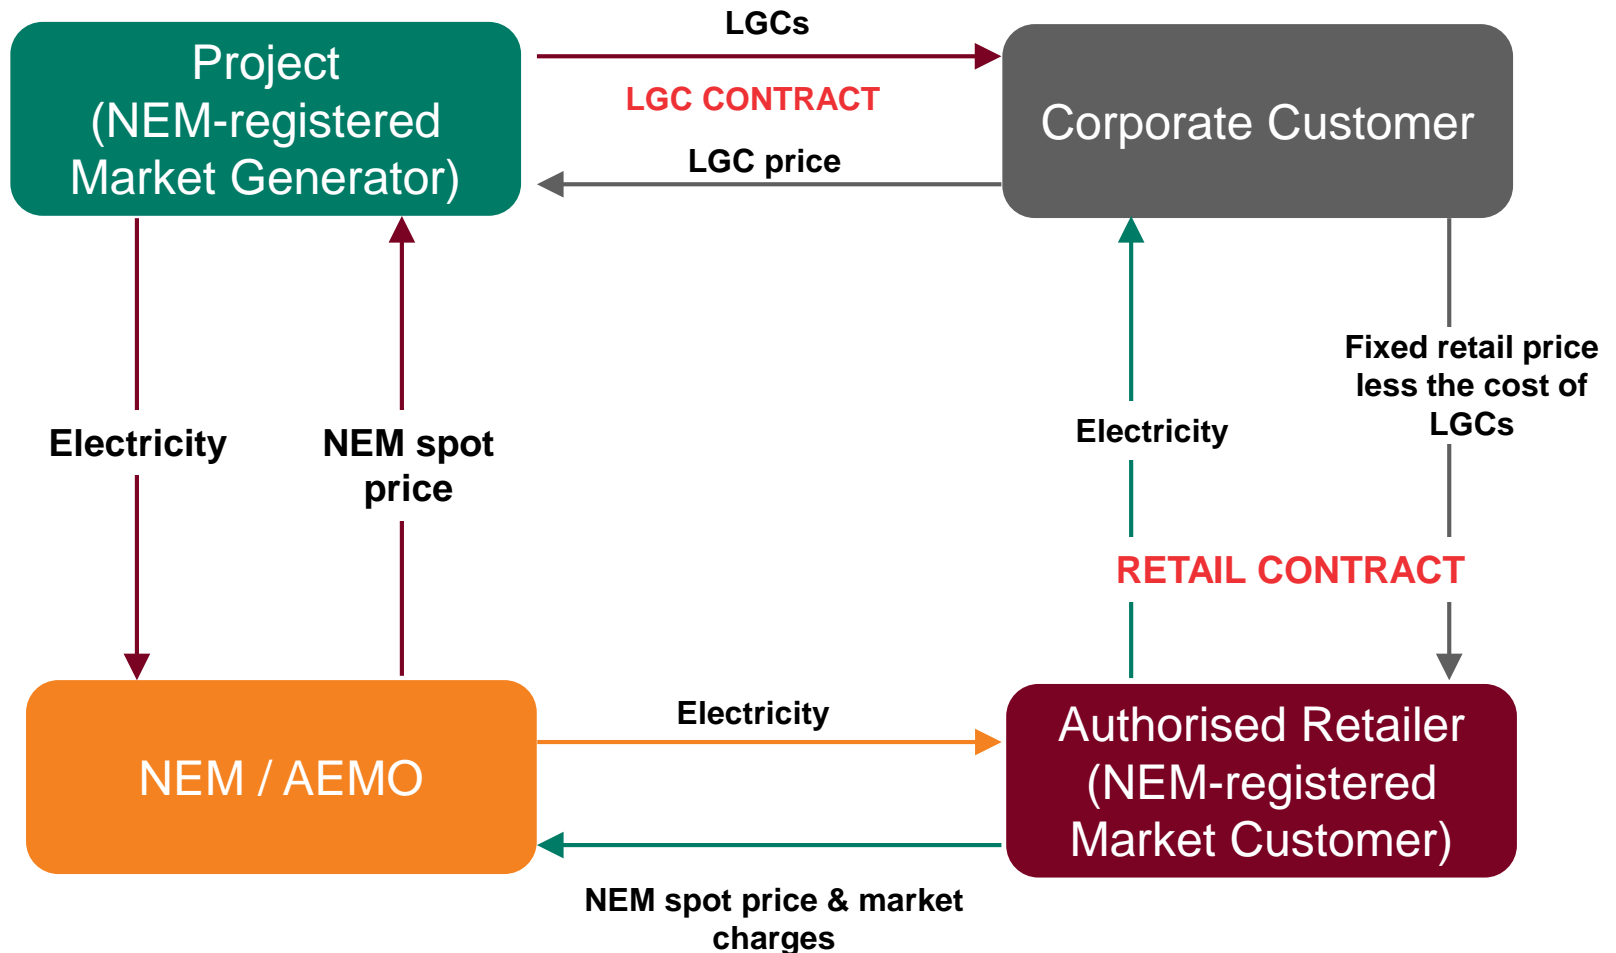 LGCs
Project
(NEM-registered
Market Generator)
LGC CONTRACT
Corporate Customer
LGC price
Fixed retail price
less the cost of
LGCs
Electricity
NEM spot
price
Electricity
RETAIL CONTRACT
Electricity
NEM / AEMO
Authorised Retailer
(NEM-registered
Market Customer)
NEM spot price & market
charges